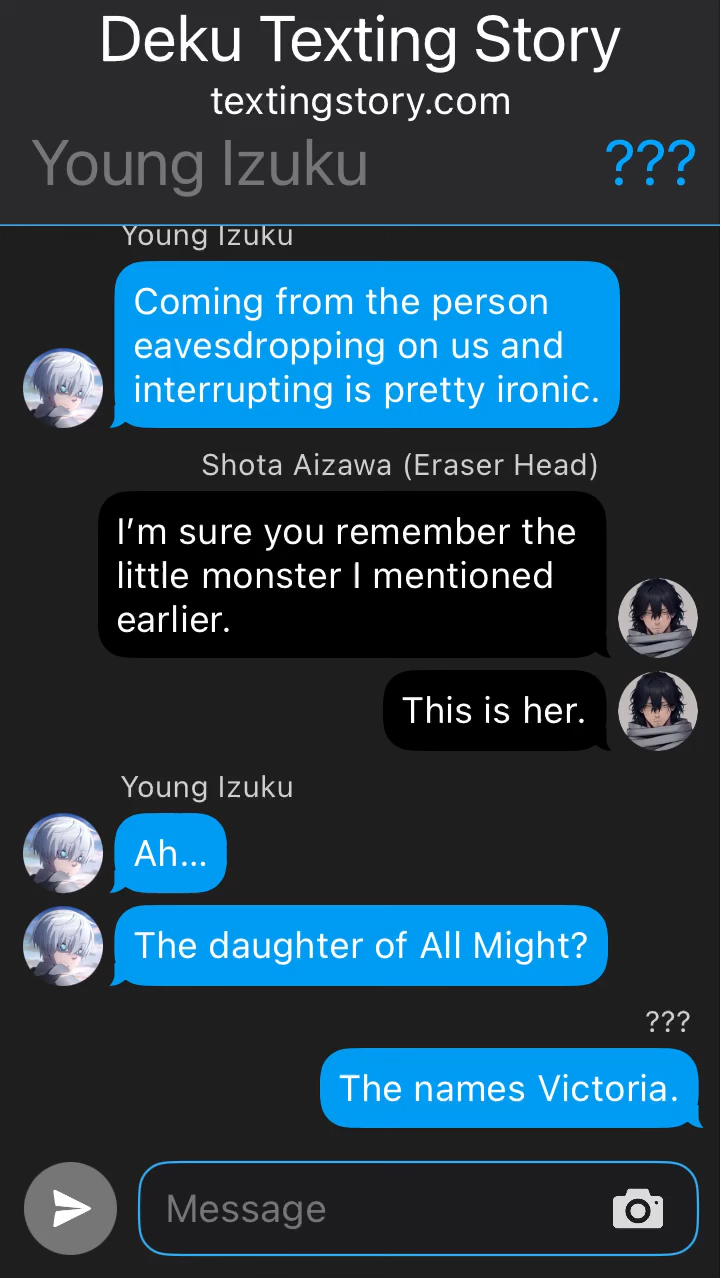 Deku Texting Story
textingstory.com
Young Izuku
???
Young Izuku
Coming from the person
eavesdropping on us and
interrupting is pretty ironic.
Shota Aizawa (Eraser Head)
I’m sure you remember the
little monster I mentioned
earlier.
This is her.
Young Izuku
Ah...
The daughter of All Might?
???
The names Victoria.
Message